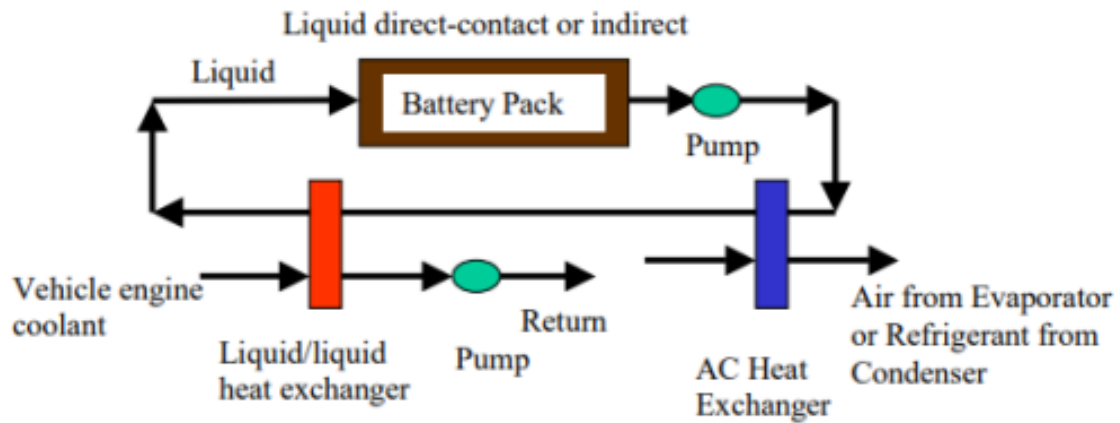 Liquid direct-contact or indirect
Liquid
Battery Pack
Pump
Vehicle engine
coolant
Return
Liquid/liquid
heat exchanger
Pump
AC Heat
Exchanger
Air from Evaporator
or Refrigerant from
Condenser